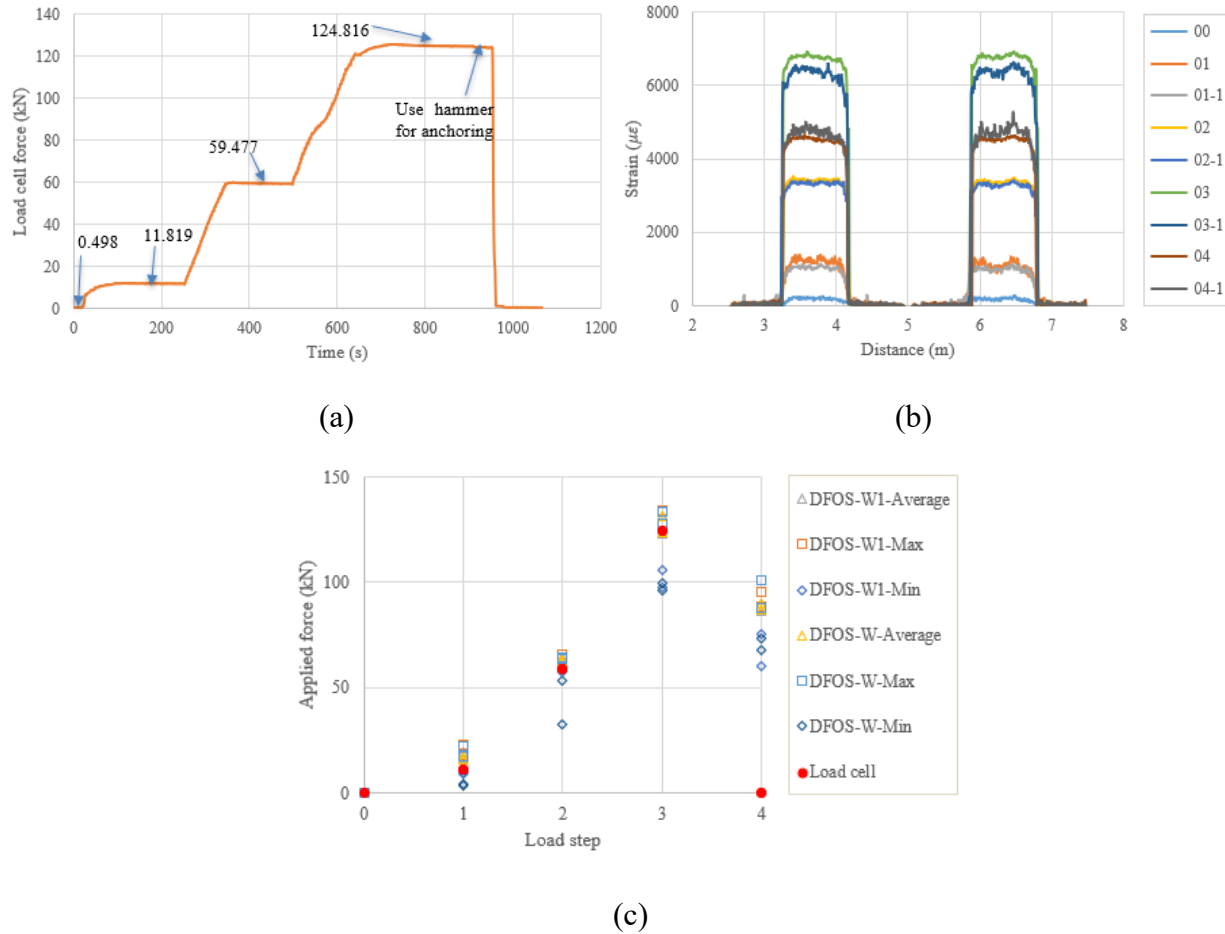 140
120
100
80
60
40
20
0
Load cell force (kN)
0.498
11.819
59.477
124.816
Use hammer
for anchoring
0 200 400 600 800 1000 1200
Time (s)
(a)
8000
6000
4000
2000
0
Strain (με)
2 3 4 5 6 7 8
Distance (m)
00
01
01-1
02
02-1
03
03-1
04
04-1
(b)
150
100
50
0
Applied force (kN)
0 1 2 3 4
Load step
DFOS-W1-Average
DFOS-W1-Max
DFOS-W1-Min
DFOS-W-Average
DFOS-W-Max
DFOS-W-Min
Load cell
(c)